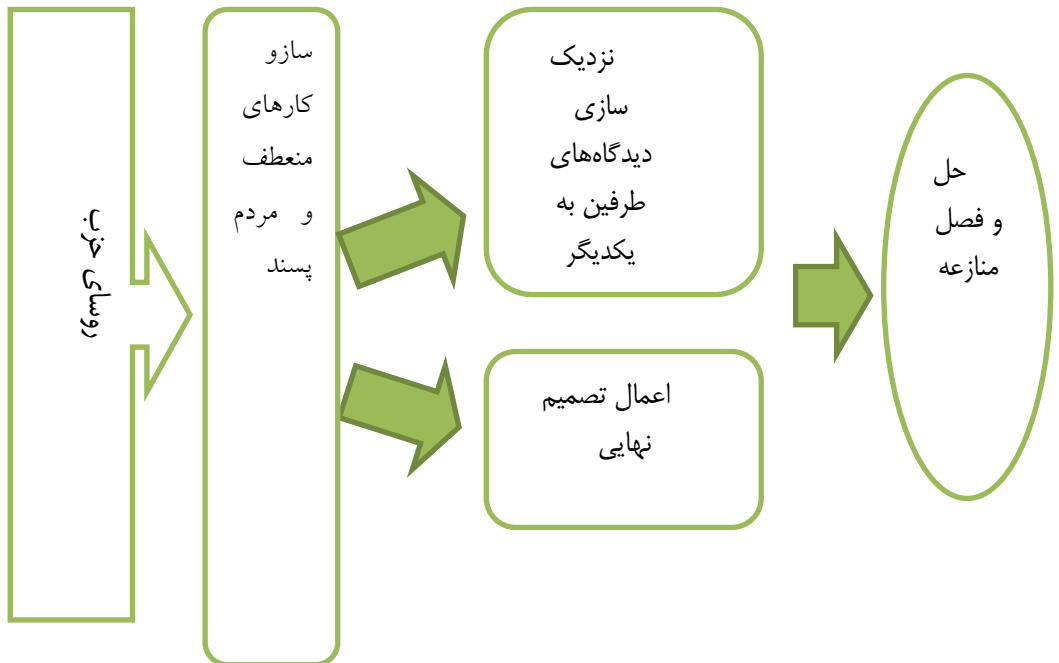 روسای حزب
سازو
کارهای
منعطف
و مردم
پسند
نزدیک
سازی
دیدگاه‌های
طرفین به
یکدیگر
اعمال تصمیم
نهایی
حل
و فصل
منازعه